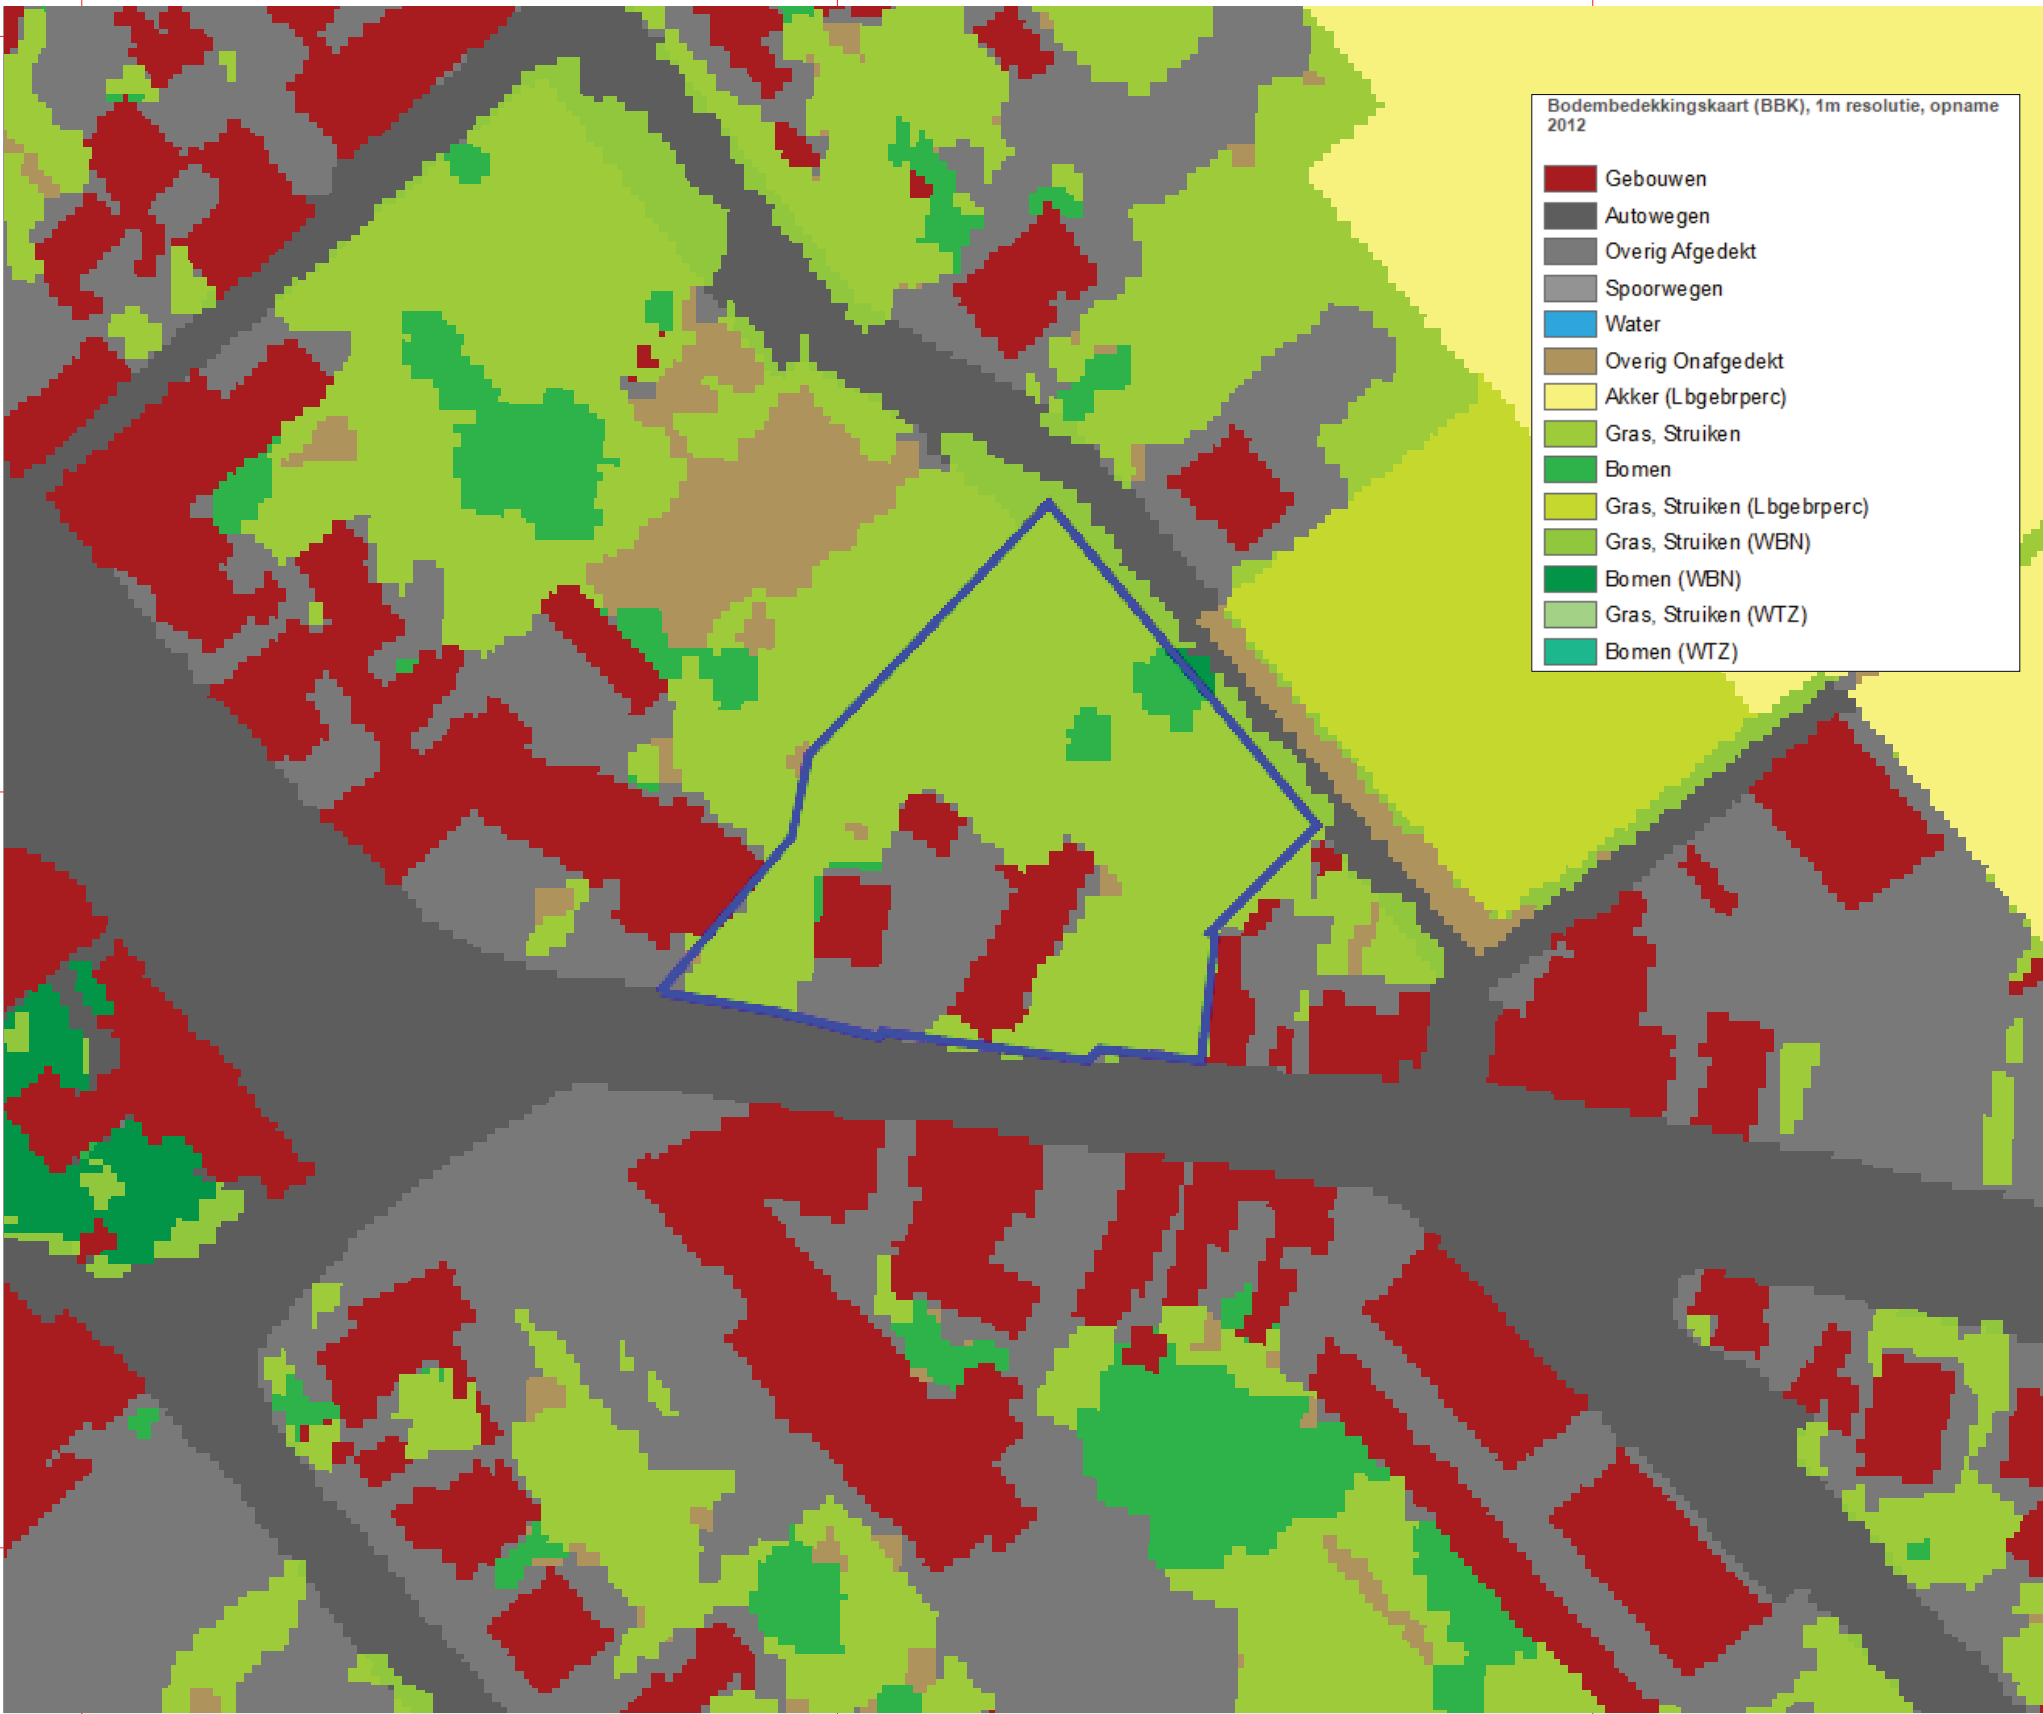 Bodembedekkingskaart (BBK), 1m resolutie, opname
2012
Gebouwen
Autowegen
Overig Afgedekt
Spoorwegen
Water
Overig Onafgedekt
Akker (Lbgebrperc)
Gras, Struiken
Bomen
Gras, Struiken (Lbgebrperc)
Gras, Struiken (WBN)
Bomen (WBN)
Gras, Struiken (WTZ)
Bomen (WTZ)